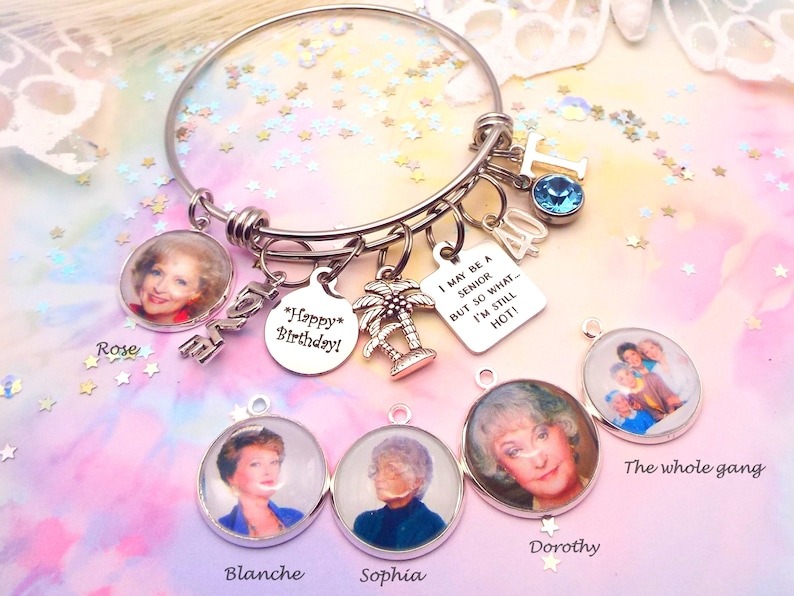 T
40
I MAY BE A
SENIOR
BUT SO WHAT...
I'M STILL
HOT!
*Happy*
Birthday!
LOVE
Rose
The whole gang
Dorothy
Blanche
Sophia